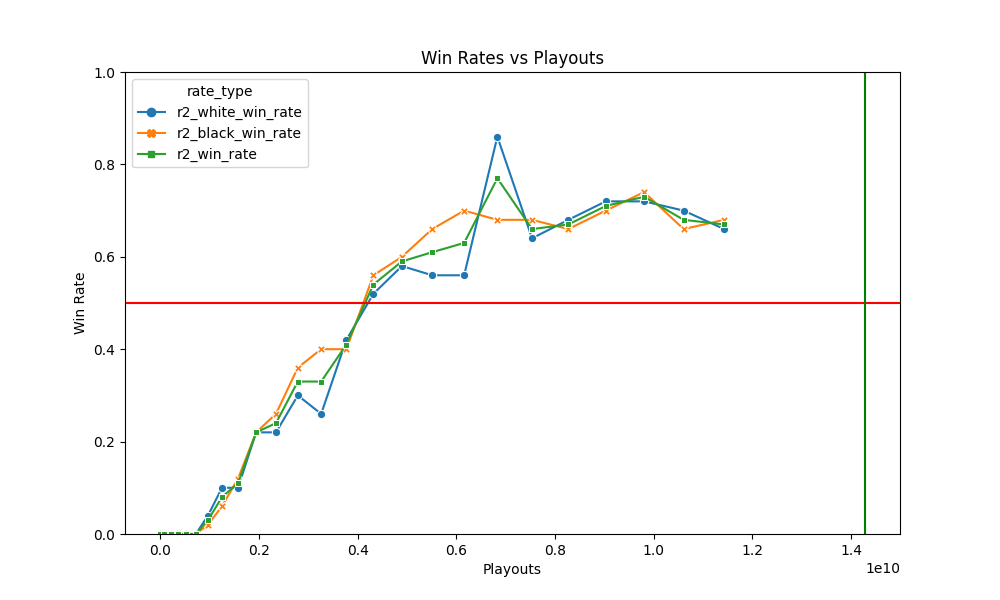 Win Rates vs Playouts
1.0
0.8
0.6
0.4
0.2
0.0
Win Rate
rate_type
r2_white_win_rate
r2_black_win_rate
r2_win_rate
0.0 0.2 0.4 0.6 0.8 1.0 1.2 1.4
1e10
Playouts